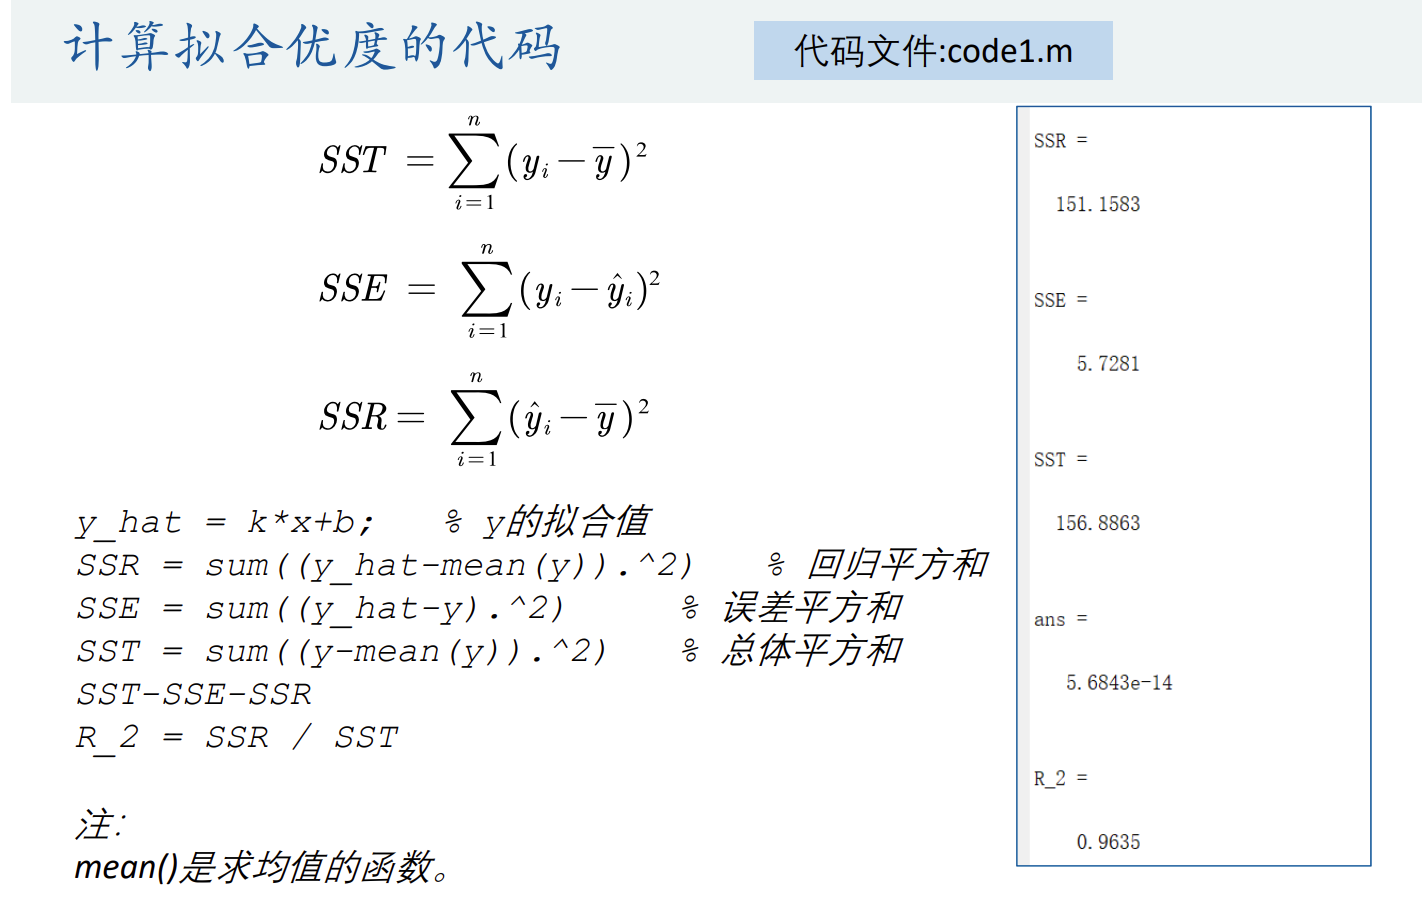 计算拟合优度的代码
代码文件:code1.m
SST = \sum_{i=1}^{n}(y_i-\overline{y})^2
SSE = \sum_{i=1}^{n}(y_i-\hat{y}_i)^2
SSR = \sum_{i=1}^{n}(\hat{y}_i-\overline{y})^2
y_hat = k*x+b; % y的拟合值
SSR = sum((y_hat-mean(y)).^2) % 回归平方和
SSE = sum((y_hat-y).^2) % 误差平方和
SST = sum((y-mean(y)).^2) % 总体平方和
SST-SSE-SSR
R_2 = SSR / SST
注：
mean()是求均值的函数。
SSR =
151.1583
SSE =
5.7281
SST =
156.8863
ans =
5.6843e-14
R_2 =
0.9635